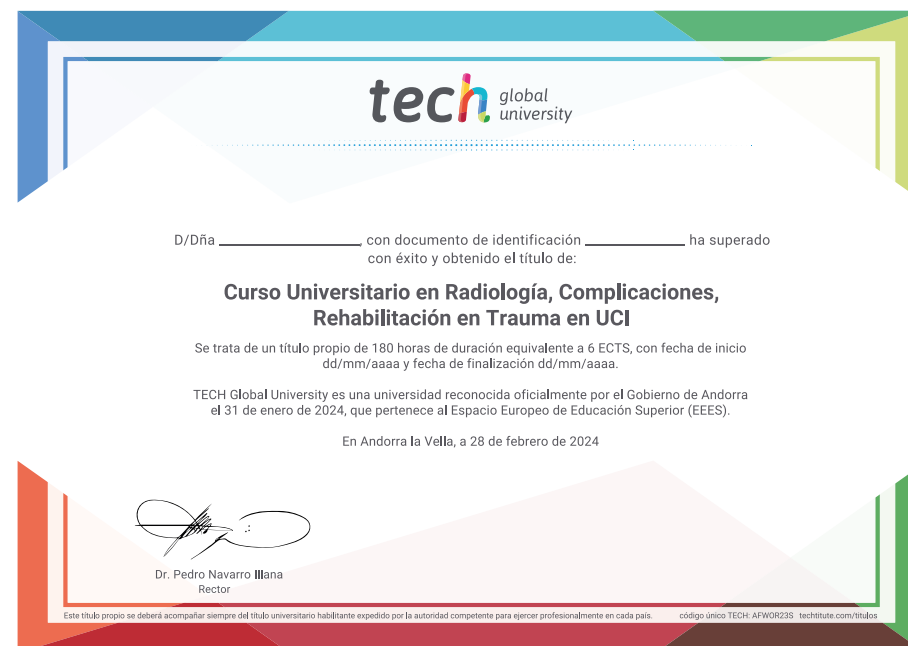 tech global university
D/Dña ______________, con documento de identificación __________ ha superado
con éxito y obtenido el título de:
Curso Universitario en Radiología, Complicaciones,
Rehabilitación en Trauma en UCI
Se trata de un título propio de 180 horas de duración equivalente a 6 ECTS, con fecha de inicio
dd/mm/aaaa y fecha de finalización dd/mm/aaaa.
TECH Global University es una universidad reconocida oficialmente por el Gobierno de Andorra
el 31 de enero de 2024, que pertenece al Espacio Europeo de Educación Superior (EEES).
En Andorra la Vella, a 28 de febrero de 2024
Dr. Pedro Navarro Illana
Rector
Este título propio se deberá acompañar siempre del título universitario habilitante expedido por la autoridad competente para ejercer profesionalmente en cada país. código único TECH: AFWOR23S techtitute.com/titulos